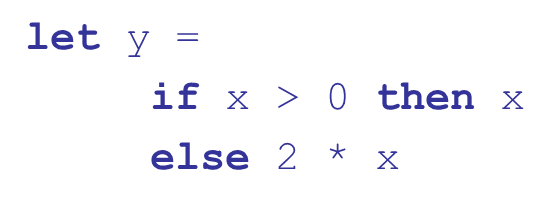 let y =
if x > 0 then x
else 2 * x